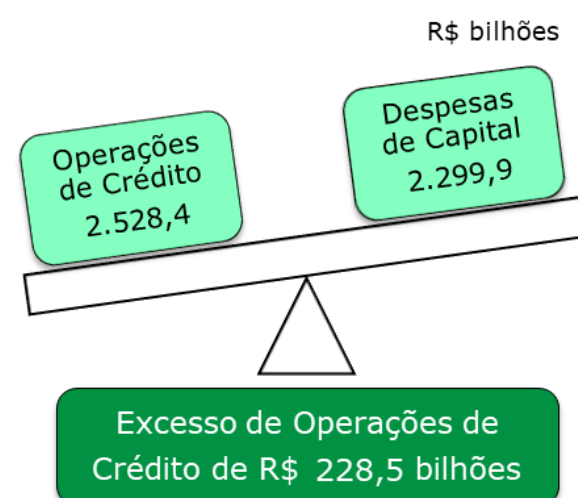 R$ bilhões
Operações
de Crédito
2.528,4
Despesas
de Capital
2.299,9
Excesso de Operações de
Crédito de R$ 228,5 bilhões